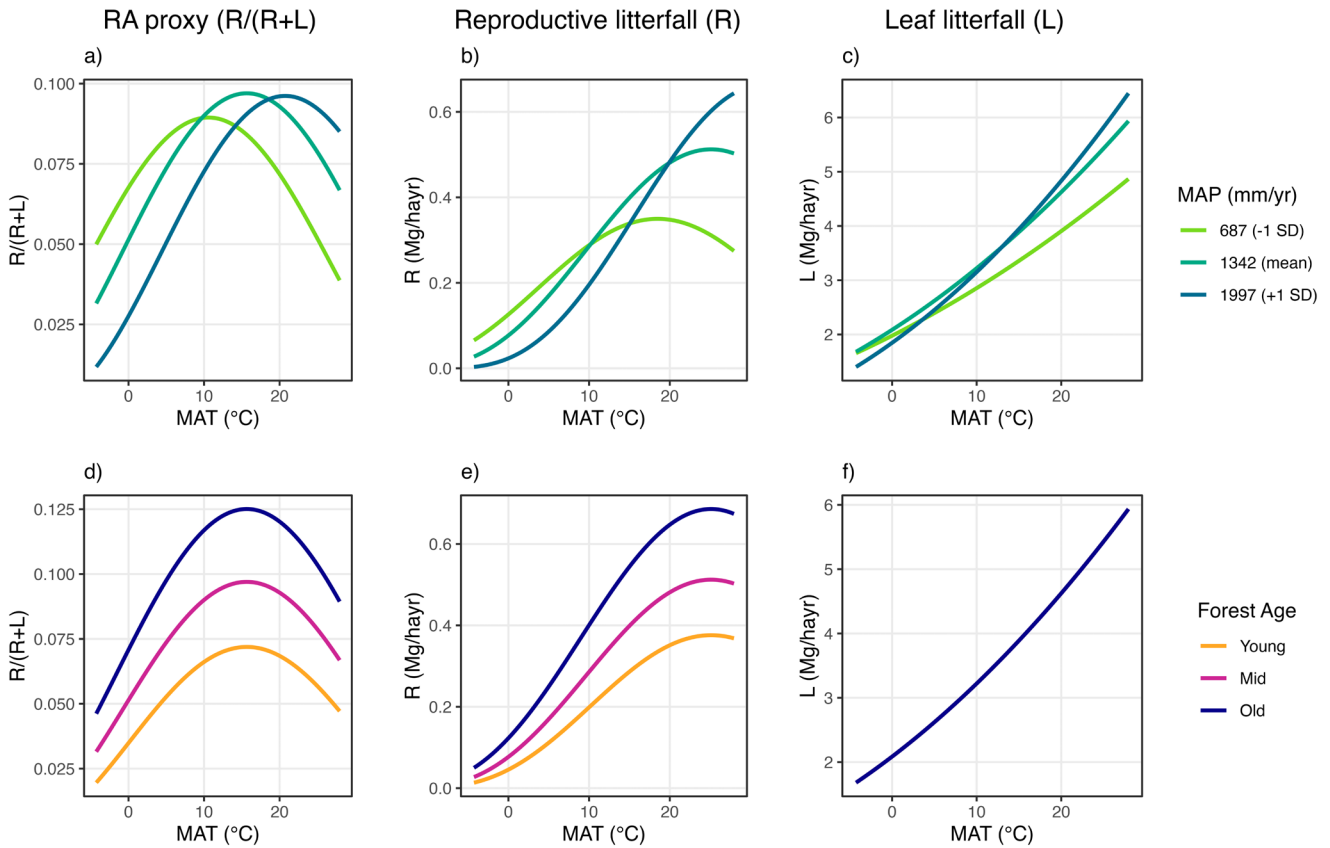 RA proxy (R/(R+L)
Reproductive litterfall (R)
Leaf litterfall (L)
a)
b)
c)
0.100
0.075
0.050
0.025
R/(R+L)
0 10 20
MAT (°C)
0.6
0.4
0.2
0.0
R (Mg/hayr)
0 10 20
MAT (°C)
6
5
4
3
2
L (Mg/hayr)
0 10 20
MAT (°C)
MAP (mm/yr)
687 (-1 SD)
1342 (mean)
1997 (+1 SD)
d)
e)
f)
0.125
0.100
0.075
0.050
0.025
R/(R+L)
0 10 20
MAT (°C)
0.6
0.4
0.2
0.0
R (Mg/hayr)
0 10 20
MAT (°C)
6
5
4
3
2
L (Mg/hayr)
0 10 20
MAT (°C)
Forest Age
Young
Mid
Old